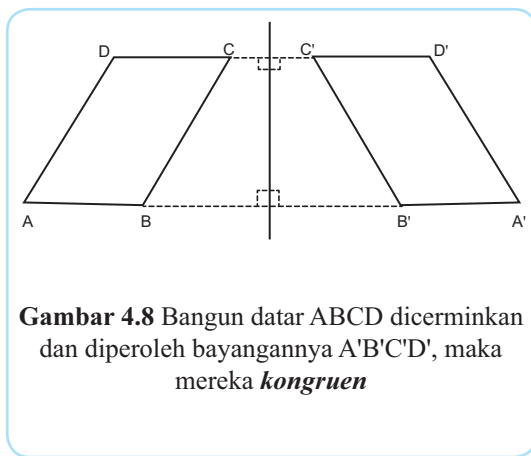 D C C' D'
A B B' A'
Gambar 4.8 Bangun datar ABCD dicerminkan
dan diperoleh bayangannya A'B'C'D', maka
mereka kongruen